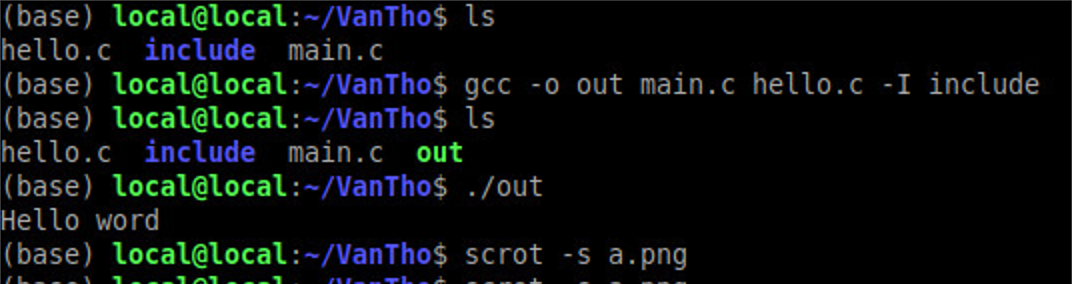 (base) local@local:~/VanTho$ ls
hello.c  include  main.c
(base) local@local:~/VanTho$ gcc -o out main.c hello.c -I include
(base) local@local:~/VanTho$ ls
hello.c  include  main.c  out
(base) local@local:~/VanTho$ ./out
Hello word
(base) local@local:~/VanTho$ scrot -s a.png